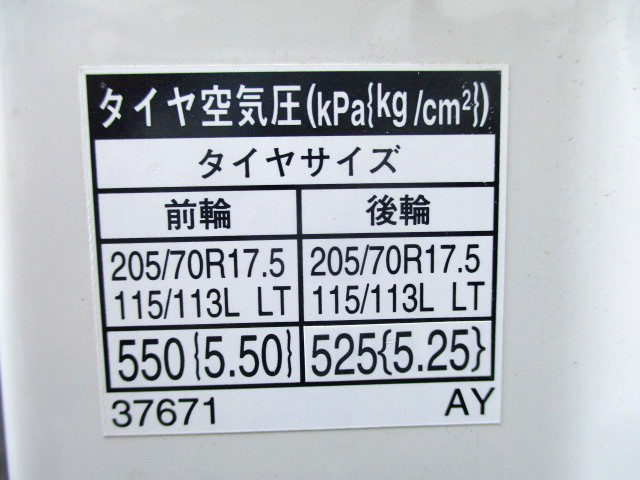 タイヤ空気圧(kPa{kg/cm²})
タイヤサイズ
前輪 後輪
205/70R17.5 205/70R17.5
115/113L LT 115/113L LT
550{5.50} 525{5.25}
37671 AY